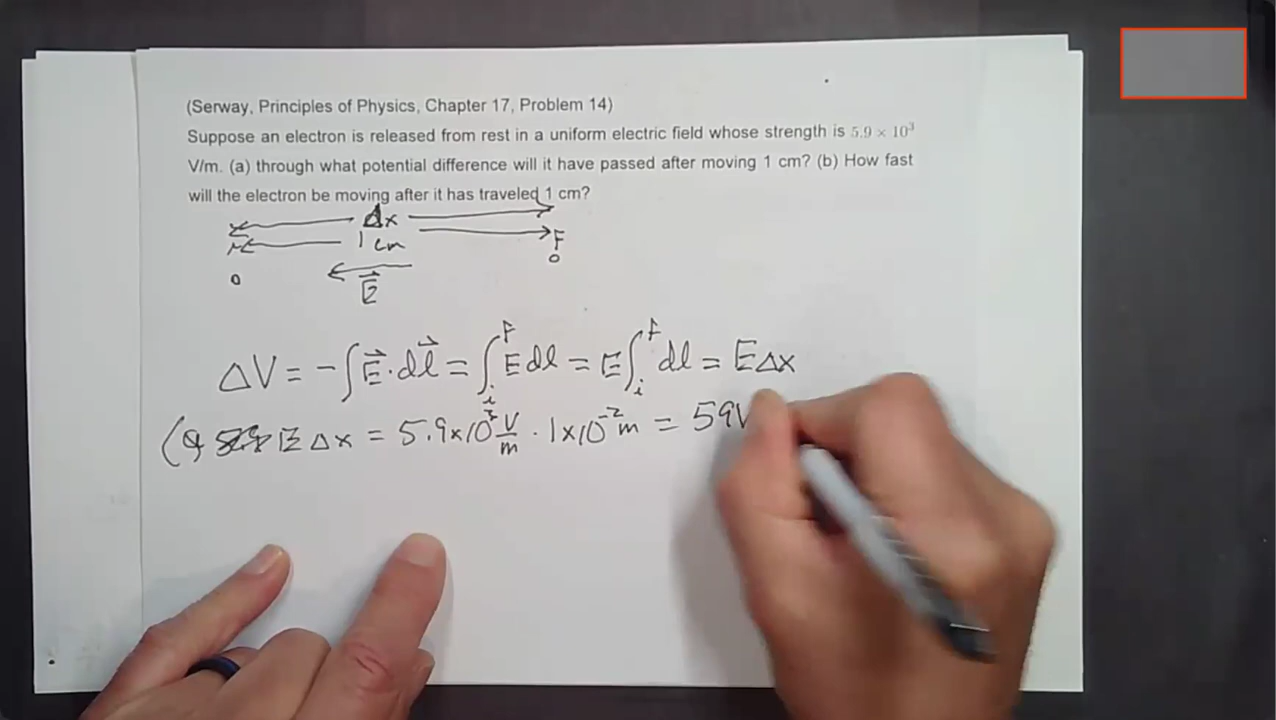 (Serway, Principles of Physics, Chapter 17, Problem 14)
Suppose an electron is released from rest in a uniform electric field whose strength is 5.9 × 10³
V/m. (a) through what potential difference will it have passed after moving 1 cm? (b) How fast
will the electron be moving after it has traveled 1 cm?
Δx
1 cm
F
E⃗
ΔV = -∫E⃗·dl⃗ = ∫ᵢᶠ E dl = E∫ᵢᶠ dl = EΔx
E Δx = 5.9×10³ V/m · 1×10⁻² m = 59V